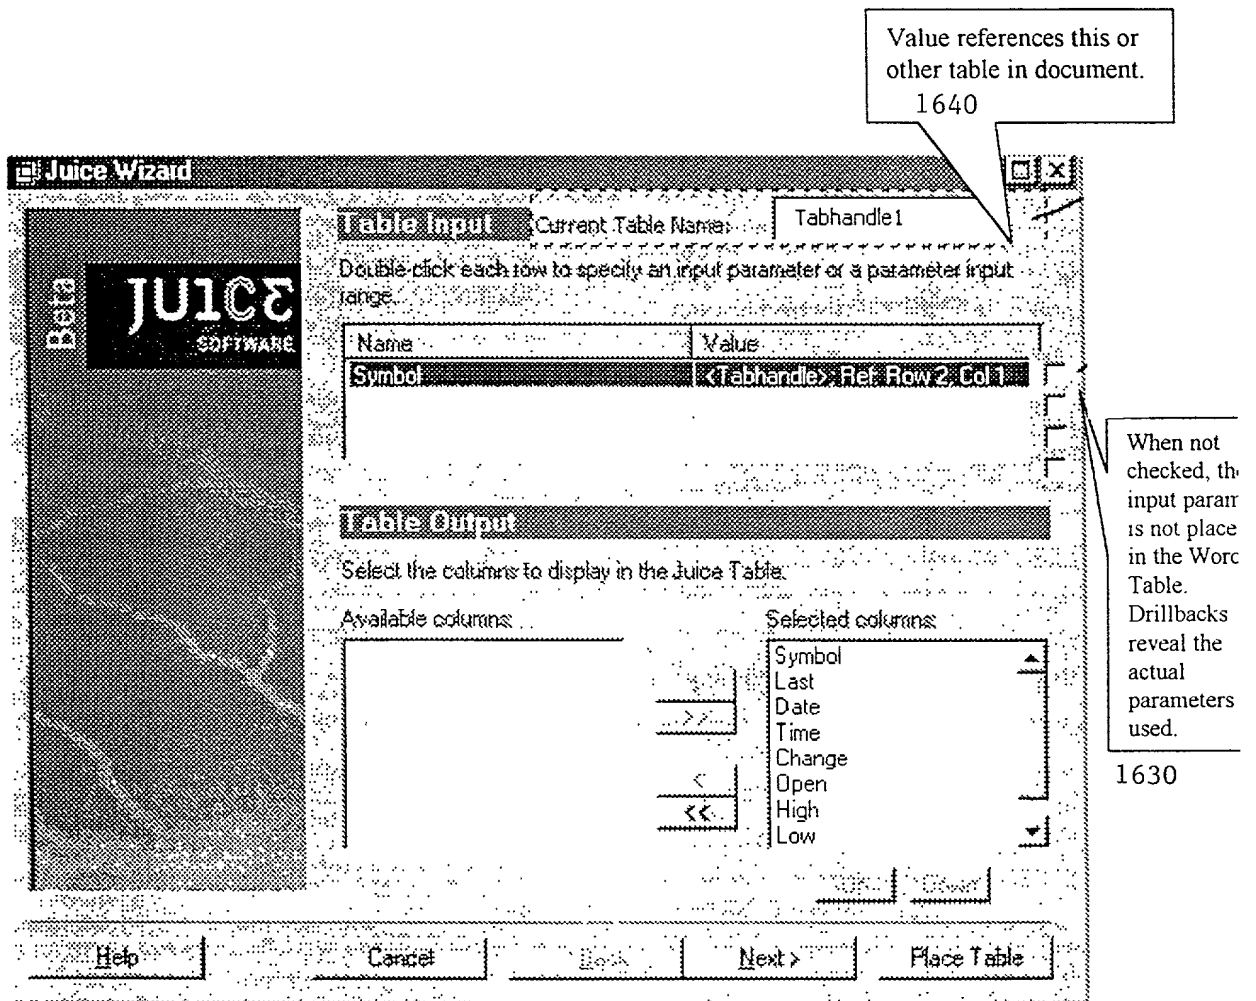 Value references this or
other table in document.
1640
Juice Wizard
Beta
JUICE
SOFTWARE
Table Input
Current Table Name:
Tabhandle1
Double-click each row to specify an input parameter or a parameter input
range.
Name
Value
Symbol
<Tabhandle> Ref. Row 2, Col 1
When not
checked, the
input param
is not place
in the Word
Table.
Drillbacks
reveal the
actual
parameters
used.
1630
Table Output
Select the columns to display in the Juice Table.
Available columns:
Selected columns:
Symbol
Last
Date
Time
Change
Open
High
Low
>>
<
<<
Down
Help
Cancel
Back
Next >
Place Table